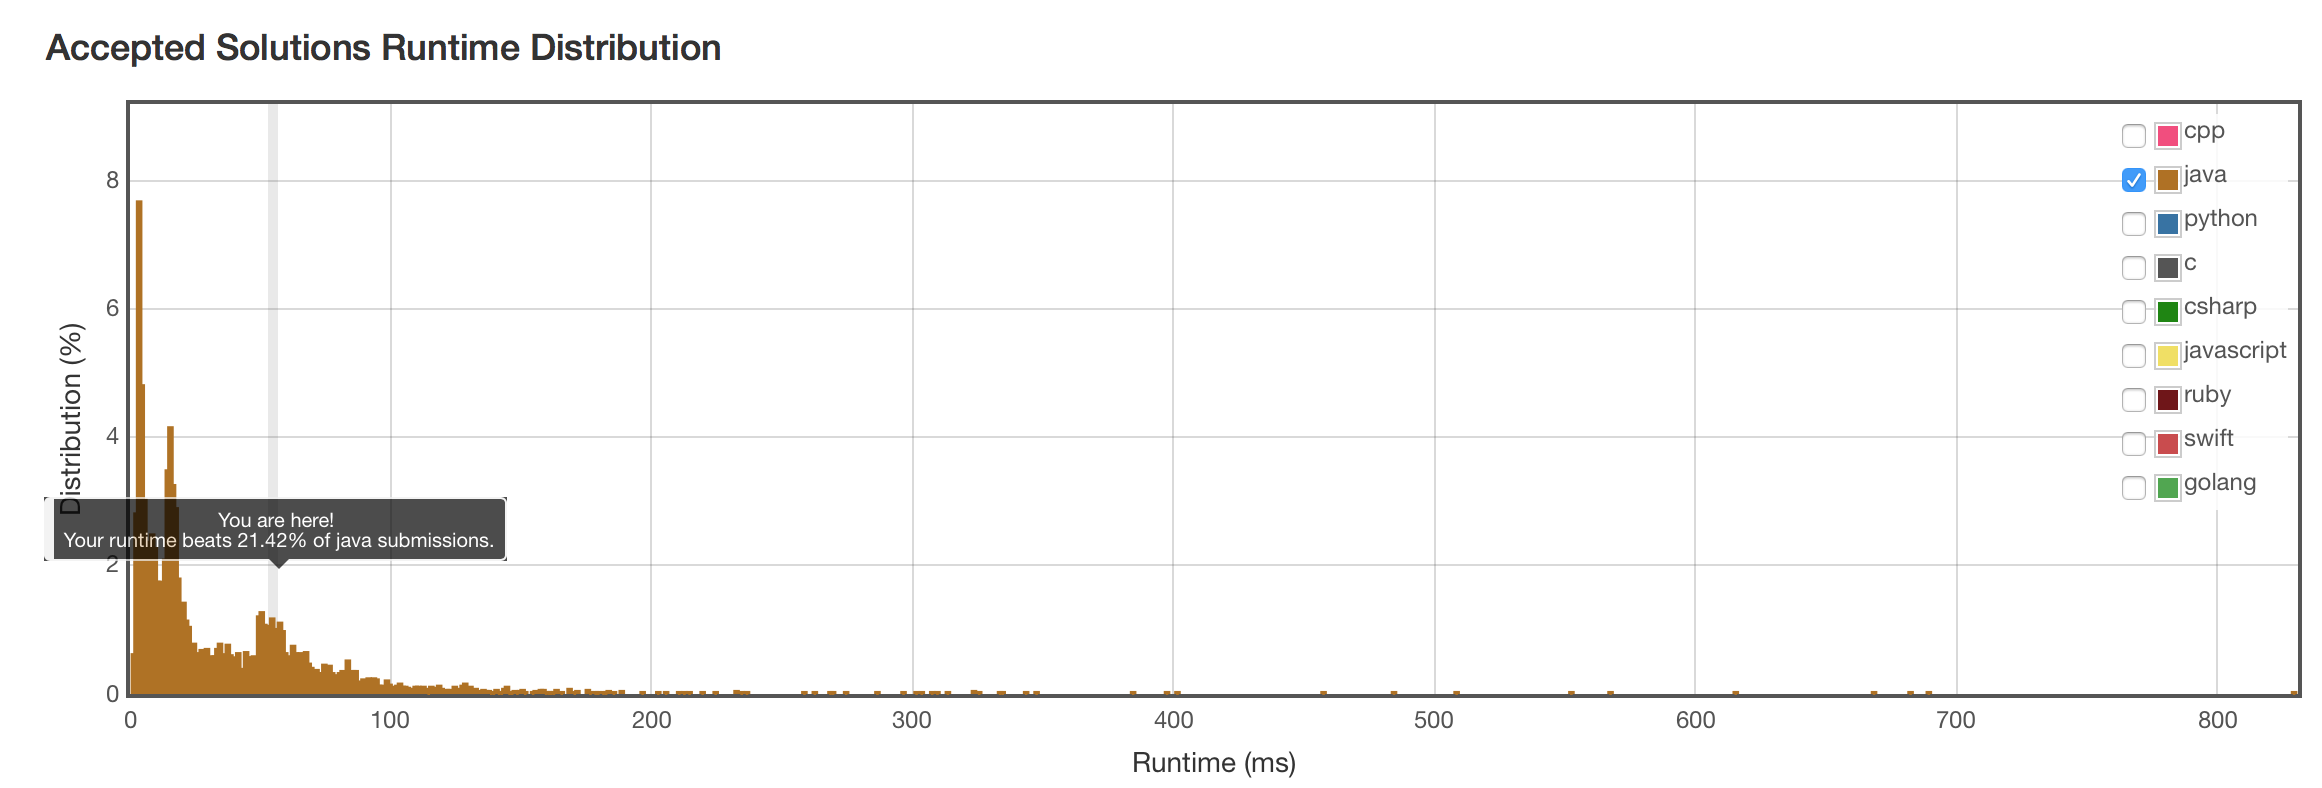 Accepted Solutions Runtime Distribution
cpp
java
python
c
csharp
javascript
ruby
swift
golang
8
6
4
2
0
Distribution (%)
You are here!
Your runtime beats 21.42% of java submissions.
0 100 200 300 400 500 600 700 800
Runtime (ms)